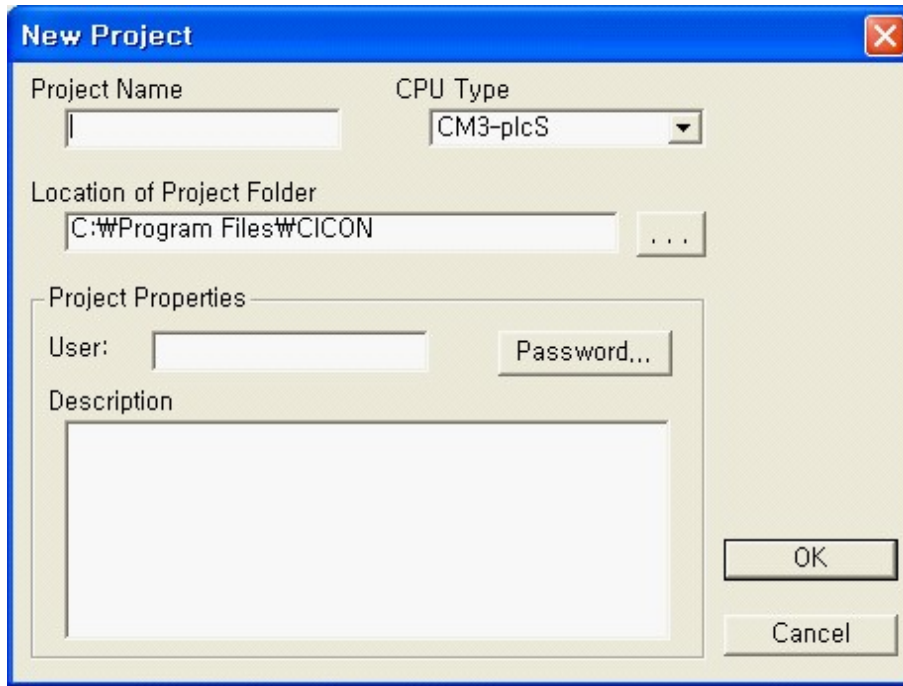 New Project
Project Name
CPU Type
CM3-plcS
Location of Project Folder
C:₩Program Files₩CICON
...
Project Properties
User:
Password...
Description
OK
Cancel